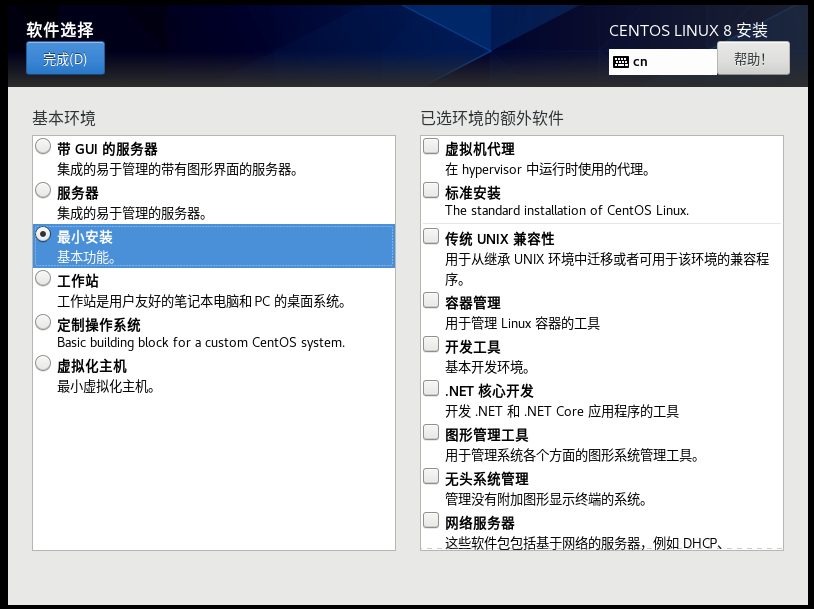 软件选择
CENTOS LINUX 8 安装
完成(D)
cn
帮助!
基本环境
带 GUI 的服务器
集成的易于管理的带有图形界面的服务器。
服务器
集成的易于管理的服务器。
最小安装
基本功能。
工作站
工作站是用户友好的笔记本电脑和 PC 的桌面系统。
定制操作系统
Basic building block for a custom CentOS system.
虚拟化主机
最小虚拟化主机。
已选环境的额外软件
虚拟机代理
在 hypervisor 中运行时使用的代理。
标准安装
The standard installation of CentOS Linux.
传统 UNIX 兼容性
用于从继承 UNIX 环境中迁移或者可用于该环境的兼容程
序。
容器管理
用于管理 Linux 容器的工具
开发工具
基本开发环境。
.NET 核心开发
开发 .NET 和 .NET Core 应用程序的工具
图形管理工具
用于管理系统各个方面的图形系统管理工具。
无头系统管理
管理没有附加图形显示终端的系统。
网络服务器
这些软件包包括基于网络的服务器，例如 DHCP、